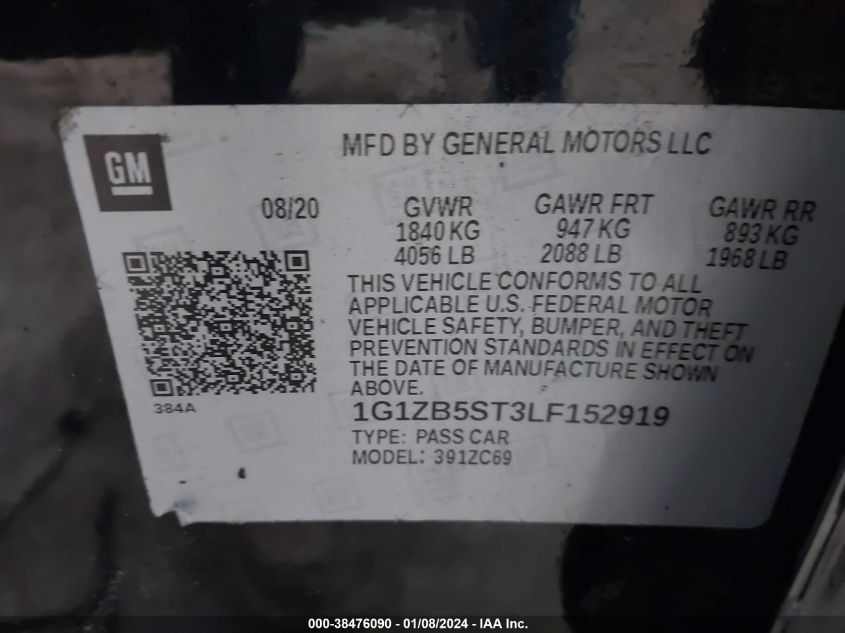 GM
MFD BY GENERAL MOTORS LLC
08/20
GVWR
1840 KG
4056 LB
GAWR FRT
947 KG
2088 LB
GAWR RR
893 KG
1968 LB
THIS VEHICLE CONFORMS TO ALL
APPLICABLE U.S. FEDERAL MOTOR
VEHICLE SAFETY, BUMPER, AND THEFT
PREVENTION STANDARDS IN EFFECT ON
THE DATE OF MANUFACTURE SHOWN
ABOVE.
384A
1G1ZB5ST3LF152919
TYPE: PASS CAR
MODEL: 391ZC69
000-38476090 - 01/08/2024 - IAA Inc.